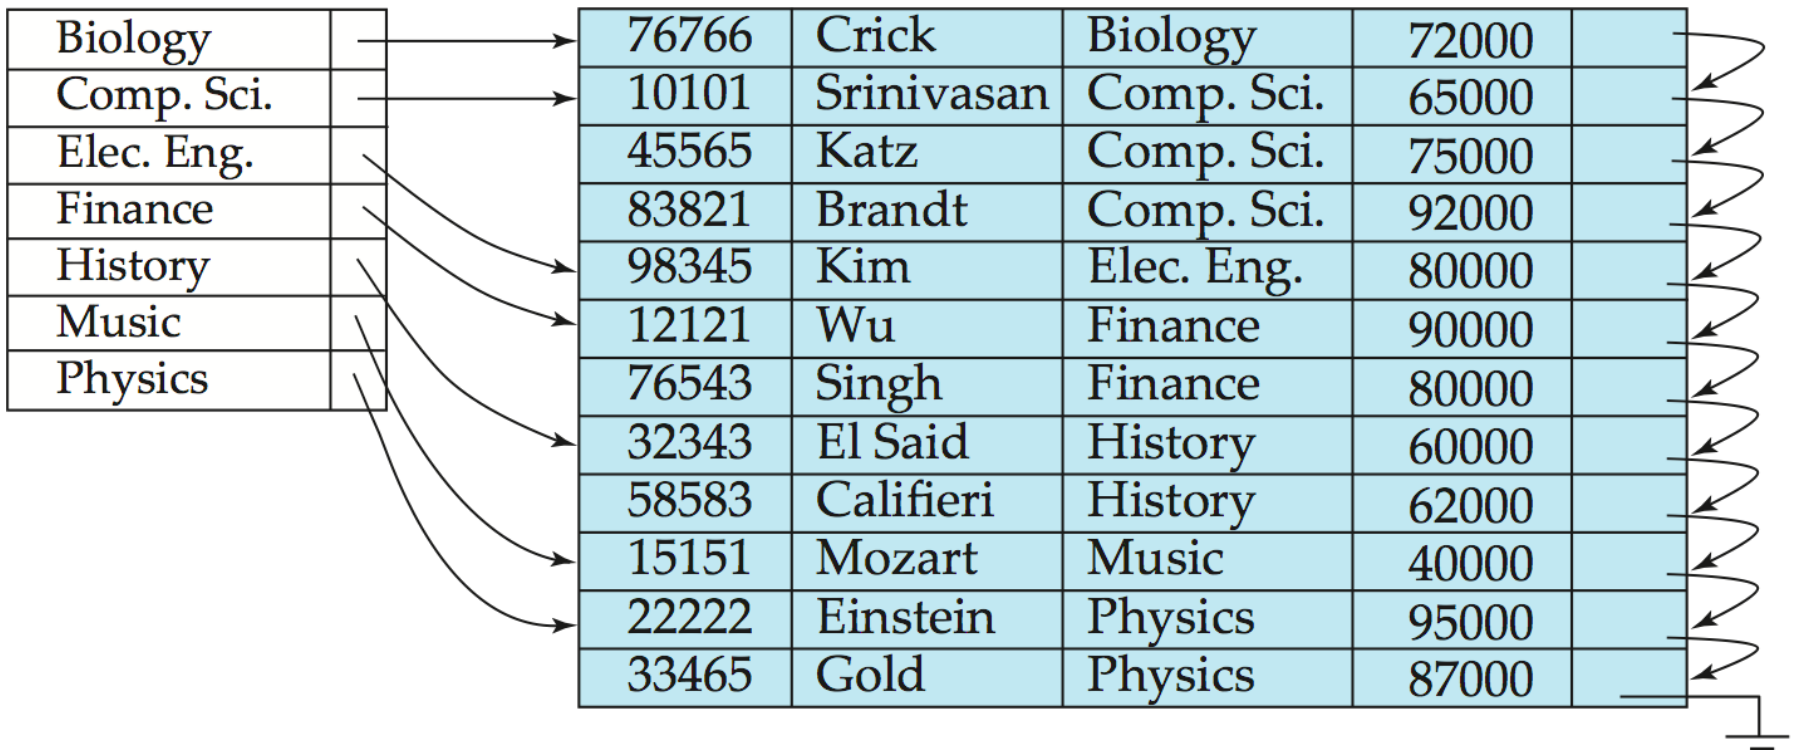 Biology
Comp. Sci.
Elec. Eng.
Finance
History
Music
Physics
76766 Crick Biology 72000
10101 Srinivasan Comp. Sci. 65000
45565 Katz Comp. Sci. 75000
83821 Brandt Comp. Sci. 92000
98345 Kim Elec. Eng. 80000
12121 Wu Finance 90000
76543 Singh Finance 80000
32343 El Said History 60000
58583 Califieri History 62000
15151 Mozart Music 40000
22222 Einstein Physics 95000
33465 Gold Physics 87000